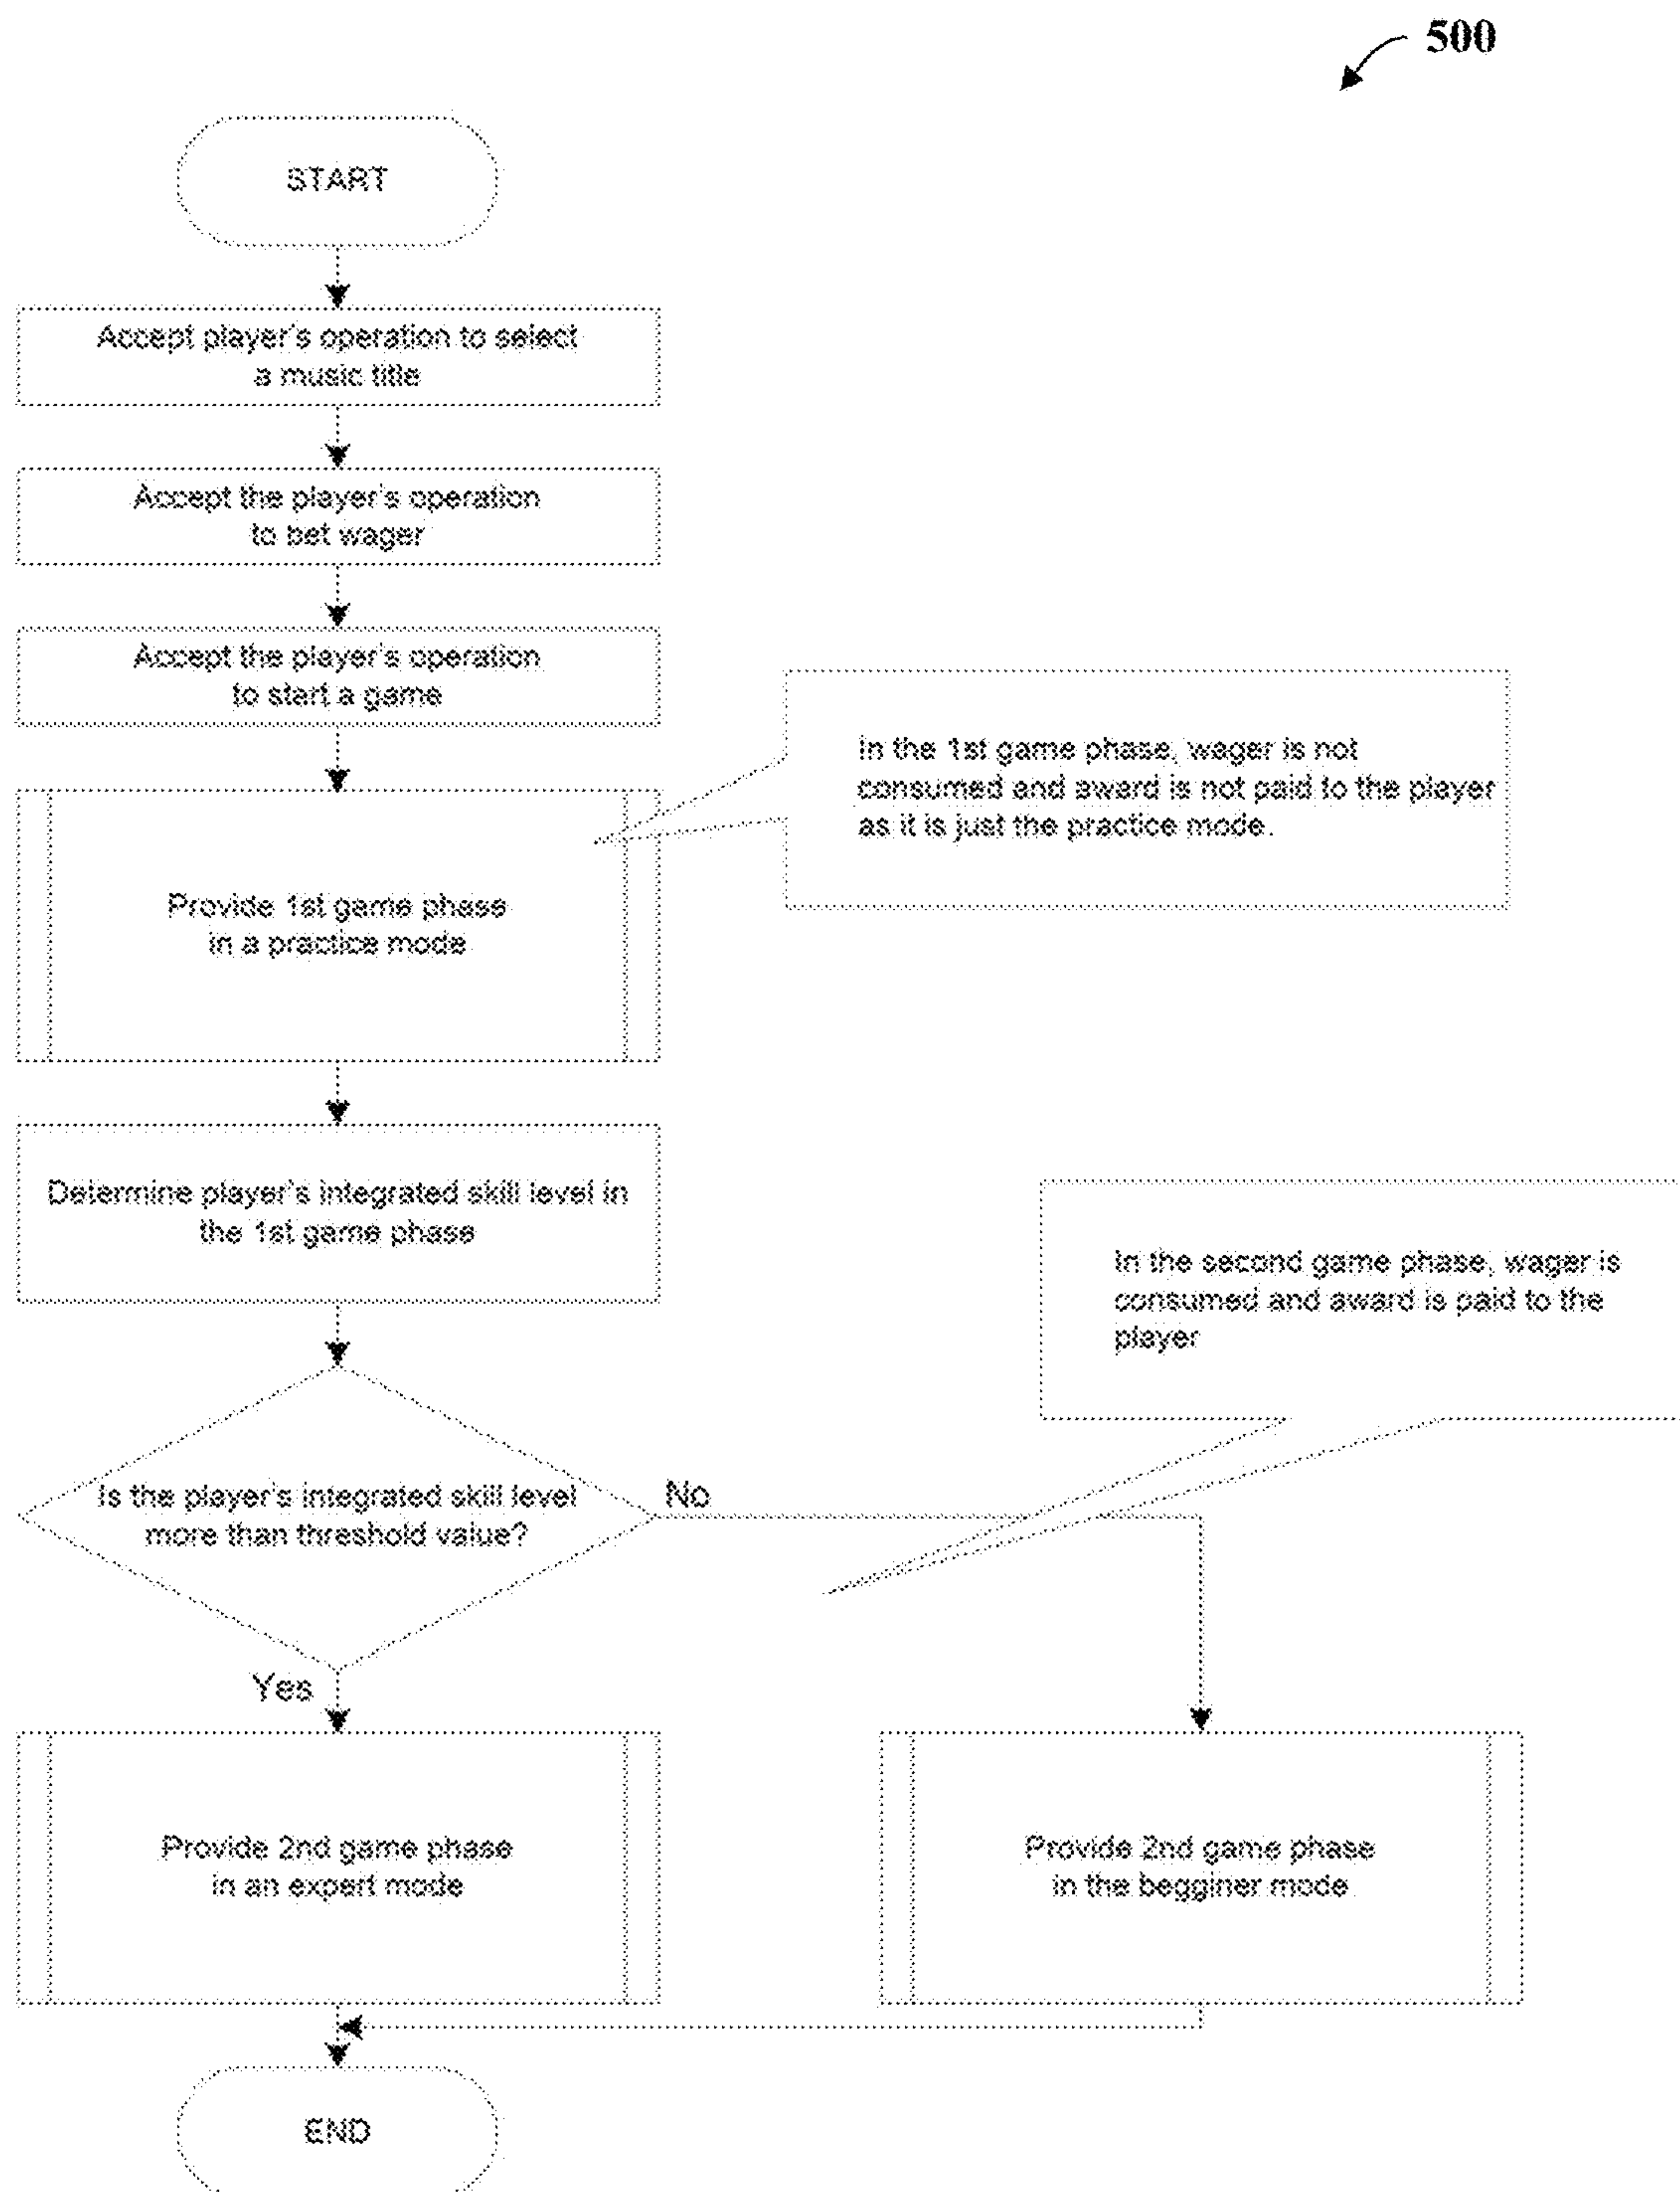 500
START
Accept player's operation to select
a music title
Accept the player's operation
to bet wager
Accept the player's operation
to start a game
In the 1st game phase, wager is not
consumed and award is not paid to the player
as it is just the practice mode.
Provide 1st game phase
in a practice mode
Determine player's integrated skill level in
the 1st game phase
In the second game phase, wager is
consumed and award is paid to the
player
Is the player's integrated skill level
more than threshold value?
No
Yes
Provide 2nd game phase
in an expert mode
Provide 2nd game phase
in the begginer mode
END